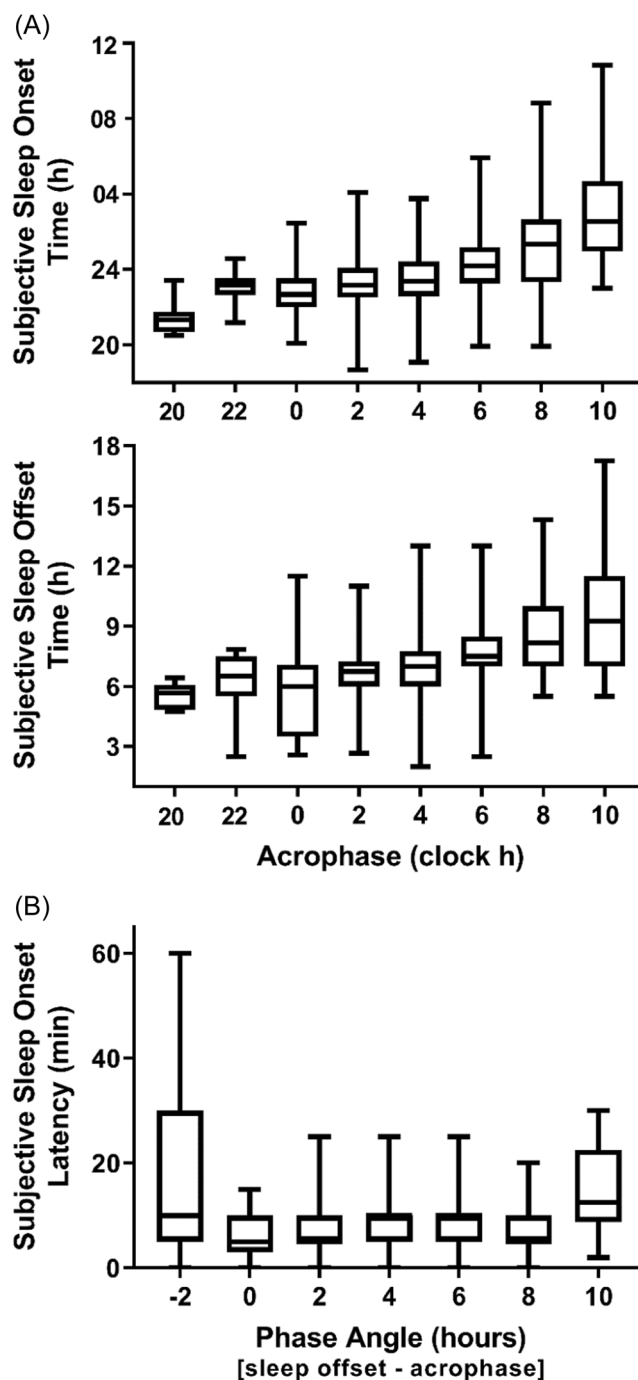 (A)
Subjective Sleep Onset
Time (h)
12
08
04
24
20
20 22 0 2 4 6 8 10
Subjective Sleep Offset
Time (h)
18
15
12
9
6
3
20 22 0 2 4 6 8 10
Acrophase (clock h)
(B)
Subjective Sleep Onset
Latency (min)
60
40
20
0
-2 0 2 4 6 8 10
Phase Angle (hours)
[sleep offset - acrophase]